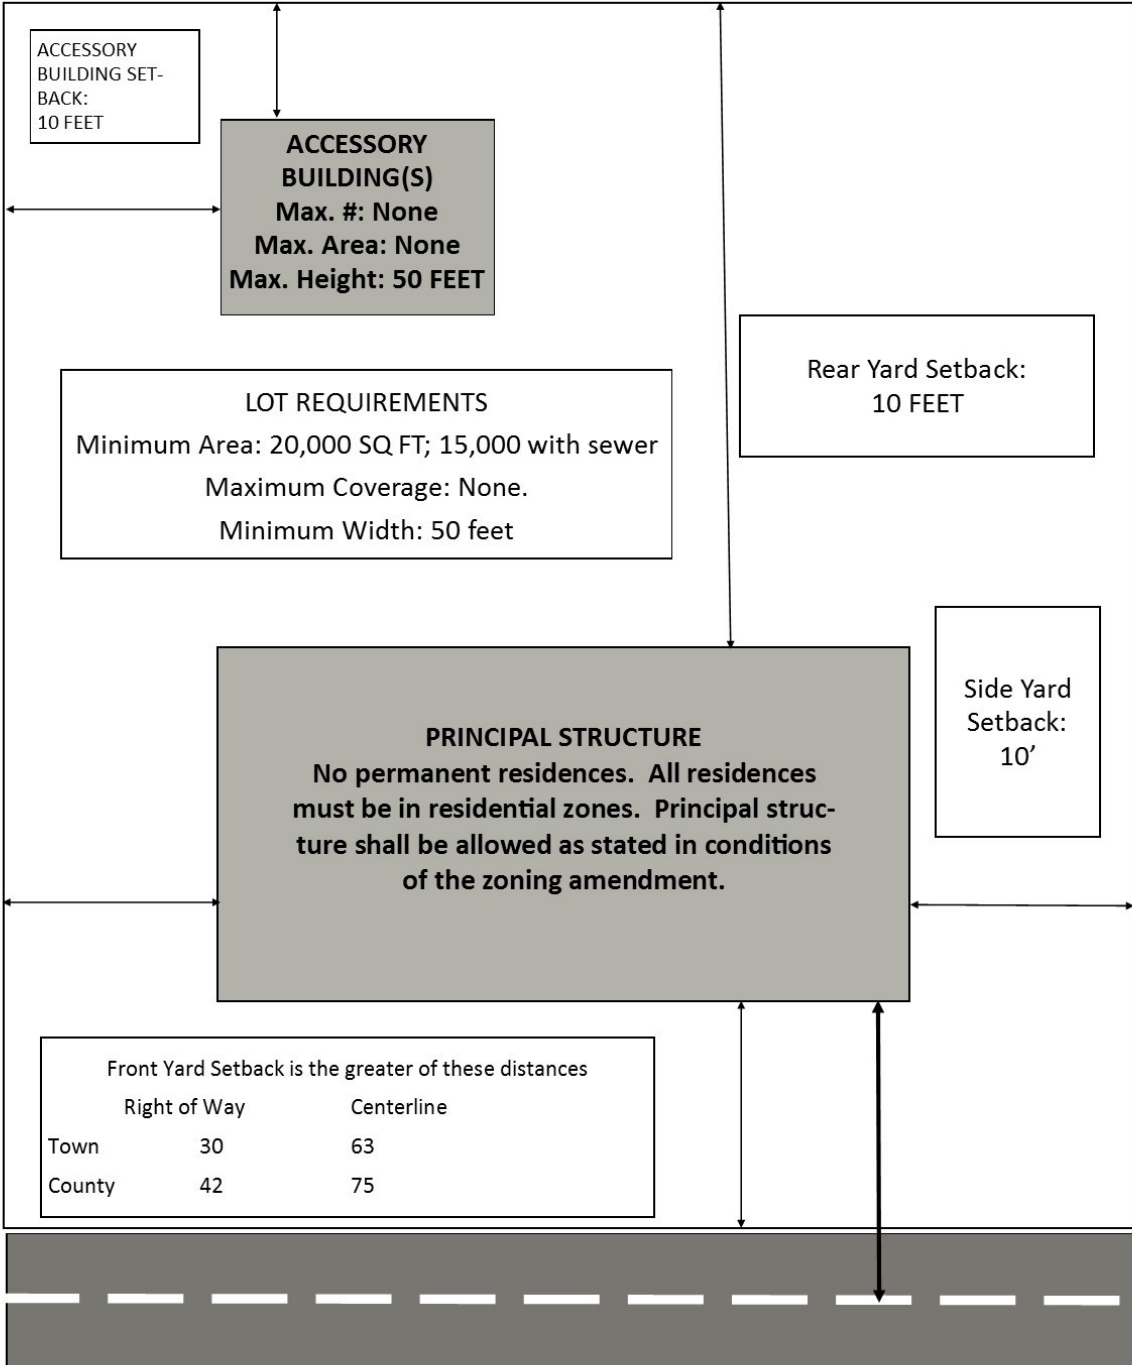 ACCESSORY
BUILDING SET-
BACK:
10 FEET
ACCESSORY
BUILDING(S)
Max. #: None
Max. Area: None
Max. Height: 50 FEET
Rear Yard Setback:
10 FEET
LOT REQUIREMENTS
Minimum Area: 20,000 SQ FT; 15,000 with sewer
Maximum Coverage: None.
Minimum Width: 50 feet
Side Yard
Setback:
10’
PRINCIPAL STRUCTURE
No permanent residences.  All residences
must be in residential zones.  Principal struc-
ture shall be allowed as stated in conditions
of the zoning amendment.
Front Yard Setback is the greater of these distances
Right of Way Centerline
Town 30 63
County 42 75